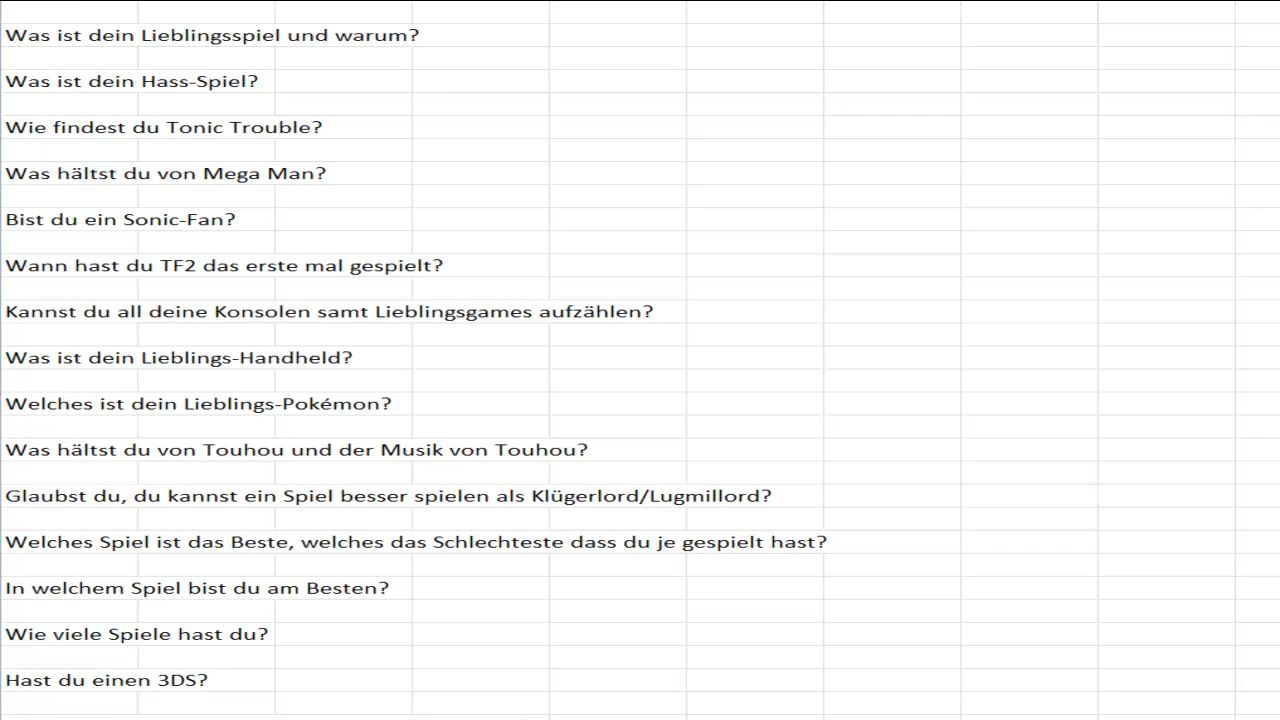 Was ist dein Lieblingsspiel und warum?
Was ist dein Hass-Spiel?
Wie findest du Tonic Trouble?
Was hältst du von Mega Man?
Bist du ein Sonic-Fan?
Wann hast du TF2 das erste mal gespielt?
Kannst du all deine Konsolen samt Lieblingsgames aufzählen?
Was ist dein Lieblings-Handheld?
Welches ist dein Lieblings-Pokémon?
Was hältst du von Touhou und der Musik von Touhou?
Glaubst du, du kannst ein Spiel besser spielen als Klügerlord/Lugmillord?
Welches Spiel ist das Beste, welches das Schlechteste dass du je gespielt hast?
In welchem Spiel bist du am Besten?
Wie viele Spiele hast du?
Hast du einen 3DS?